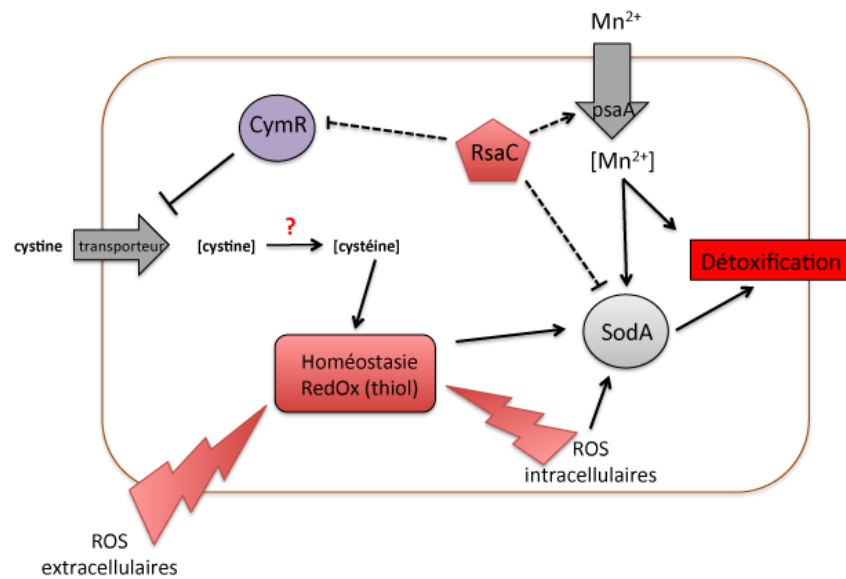 Mn²⁺
psaA
CymR
RsaC
[Mn²⁺]
cystine
transporteur
[cystine]
?
[cystéine]
Détoxification
SodA
Homéostasie
RedOx (thiol)
ROS
intracellulaires
ROS
extracellulaires